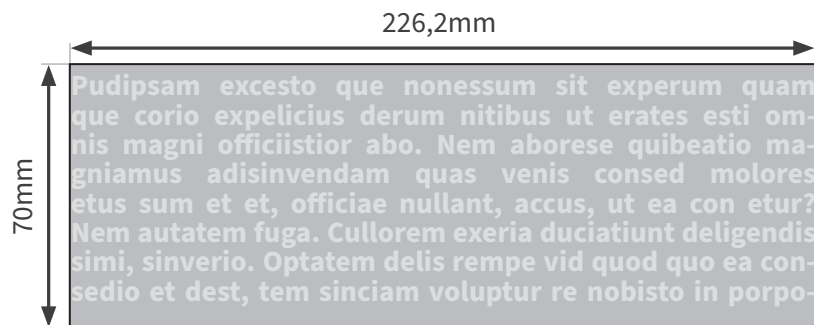 226,2mm
70mm
Pudipsam excesto que nonessum sit experum quam
que corio expelicius derum nitibus ut erates esti om-
nis magni officiistior abo. Nem aborese quibeatio ma-
gniamus adisinvendam quas venis consed molores
etus sum et et, officiae nullant, accus, ut ea con etur?
Nem autatem fuga. Cullorem exeria duciatiunt deligendis
simi, sinverio. Optatem delis rempe vid quod quo ea con-
sedio et dest, tem sinciam voluptur re nobisto in porpo-